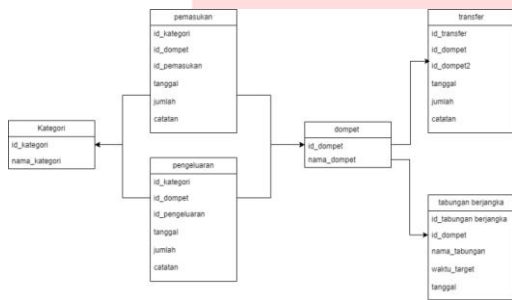 pemasukan
id_kategori
id_dompet
id_pemasukan
tanggal
jumlah
catatan
transfer
id_transfer
id_dompet
id_dompet2
tanggal
jumlah
catatan
Kategori
id_kategori
nama_kategori
dompet
id_dompet
nama_dompet
pengeluaran
id_kategori
id_dompet
id_pengeluaran
tanggal
jumlah
catatan
tabungan berjangka
id_tabungan berjangka
id_dompet
nama_tabungan
waktu_target
tanggal